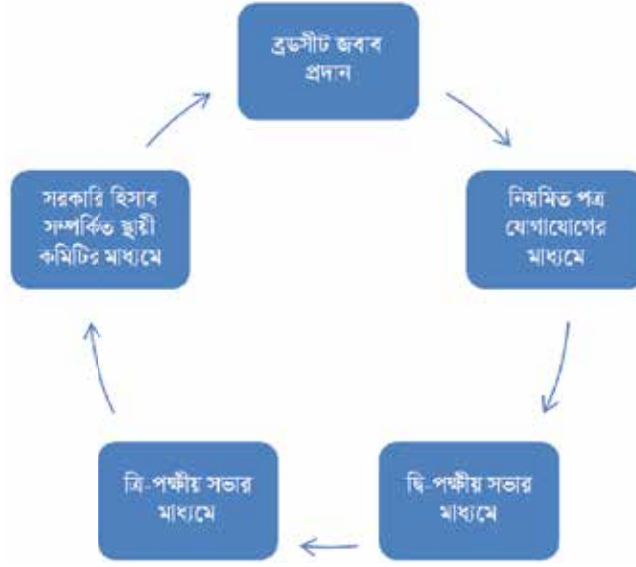 ব্রডসীট জবাব
প্রদান
নিয়মিত পত্র
যোগাযোগের
মাধ্যমে
দ্বি-পক্ষীয় সভার
মাধ্যমে
ত্রি-পক্ষীয় সভার
মাধ্যমে
সরকারি হিসাব
সম্পর্কিত স্থায়ী
কমিটির মাধ্যমে